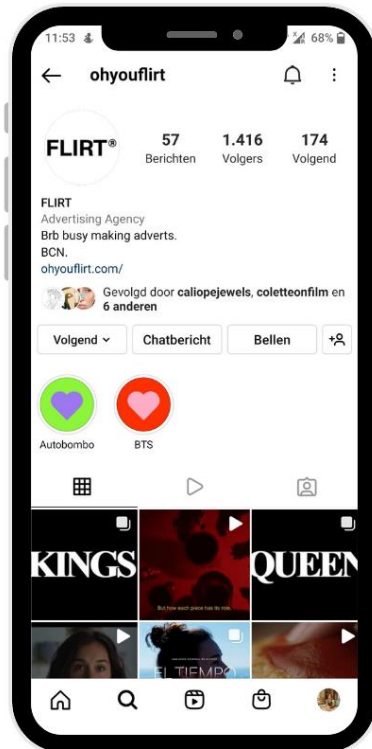 11:53
68%
ohyouflirt
FLIRT®
57
1.416
174
Berichten
Volgers
Volgend
FLIRT
Advertising Agency
Brb busy making adverts.
BCN.
ohyouflirt.com/
Gevolgd door caliopejewels, coletteonfilm en
6 anderen
Volgend
Chatbericht
Bellen
Autobombo
BTS
KINGS
But how each piece has its role.
QUEEN
EL TIEMPO